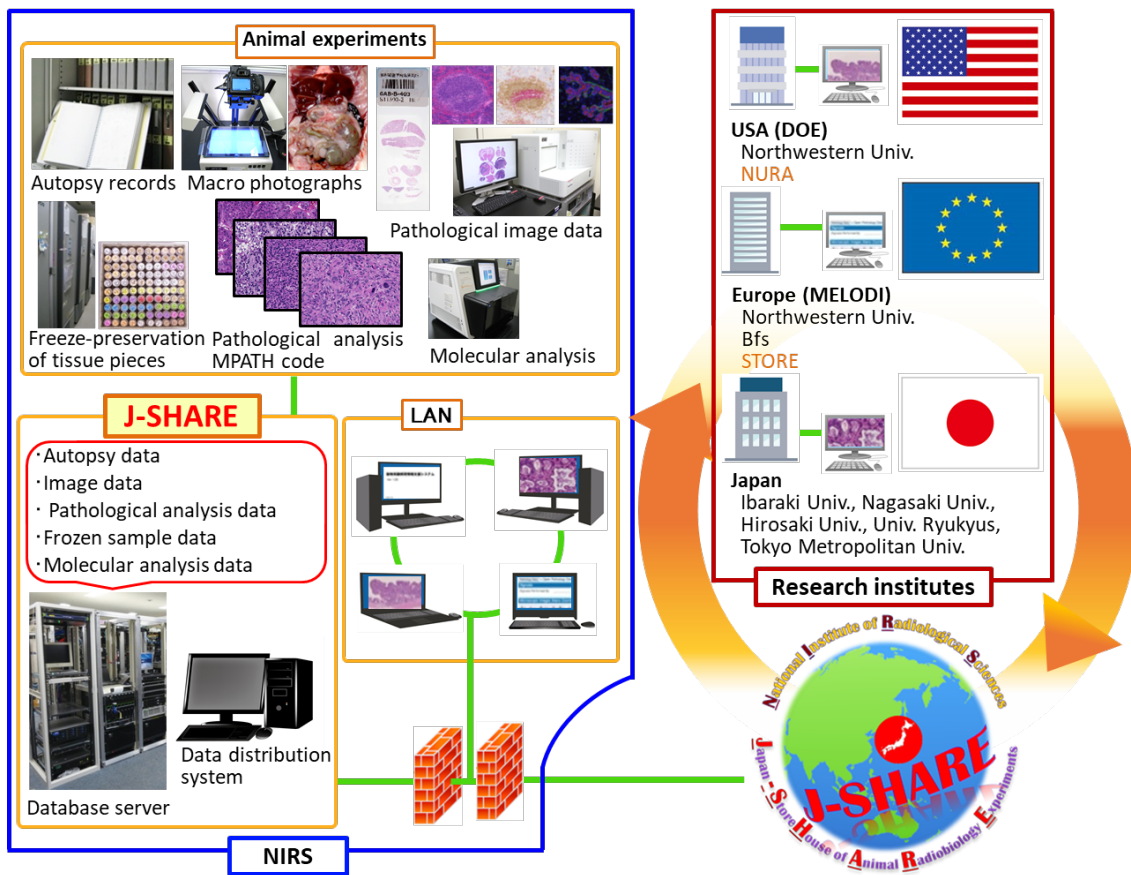 Animal experiments
Autopsy records
Macro photographs
6AB-B-403
Pathological image data
Freeze-preservation
of tissue pieces
Pathological analysis
MPATH code
Molecular analysis
J-SHARE
・Autopsy data
・Image data
・Pathological analysis data
・Frozen sample data
・Molecular analysis data
Database server
Data distribution
system
LAN
NIRS
USA (DOE)
Northwestern Univ.
NURA
Europe (MELODI)
Northwestern Univ.
Bfs
STORE
Japan
Ibaraki Univ., Nagasaki Univ.,
Hirosaki Univ., Univ. Ryukyus,
Tokyo Metropolitan Univ.
Research institutes
National Institute of Radiological Sciences
J-SHARE
Japan - StoreHouse of Animal Radiobiology Experiments